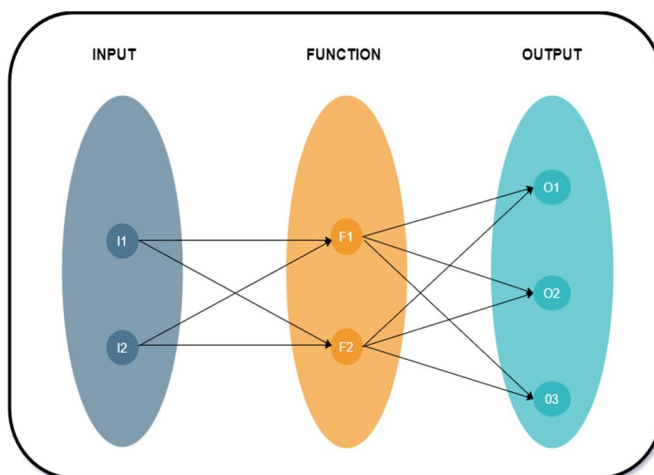 INPUT FUNCTION OUTPUT
O1
I1 F1
O2
I2 F2
03